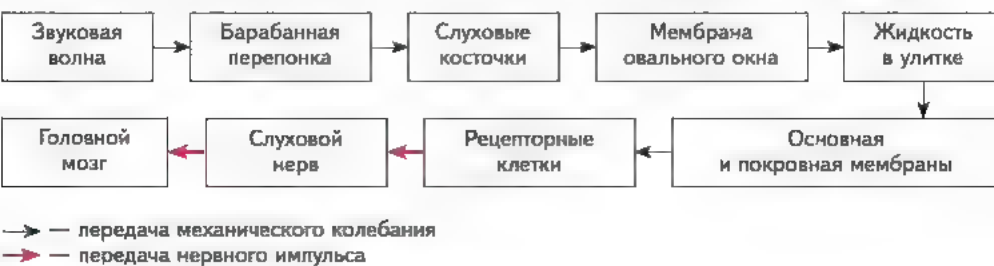 Звуковая
волна
Барабанная
перепонка
Слуховые
косточки
Мембрана
овального окна
Жидкость
в улитке
Головной
мозг
Слуховой
нерв
Рецепторные
клетки
Основная
и покровная мембраны
— передача механического колебания
— передача нервного импульса